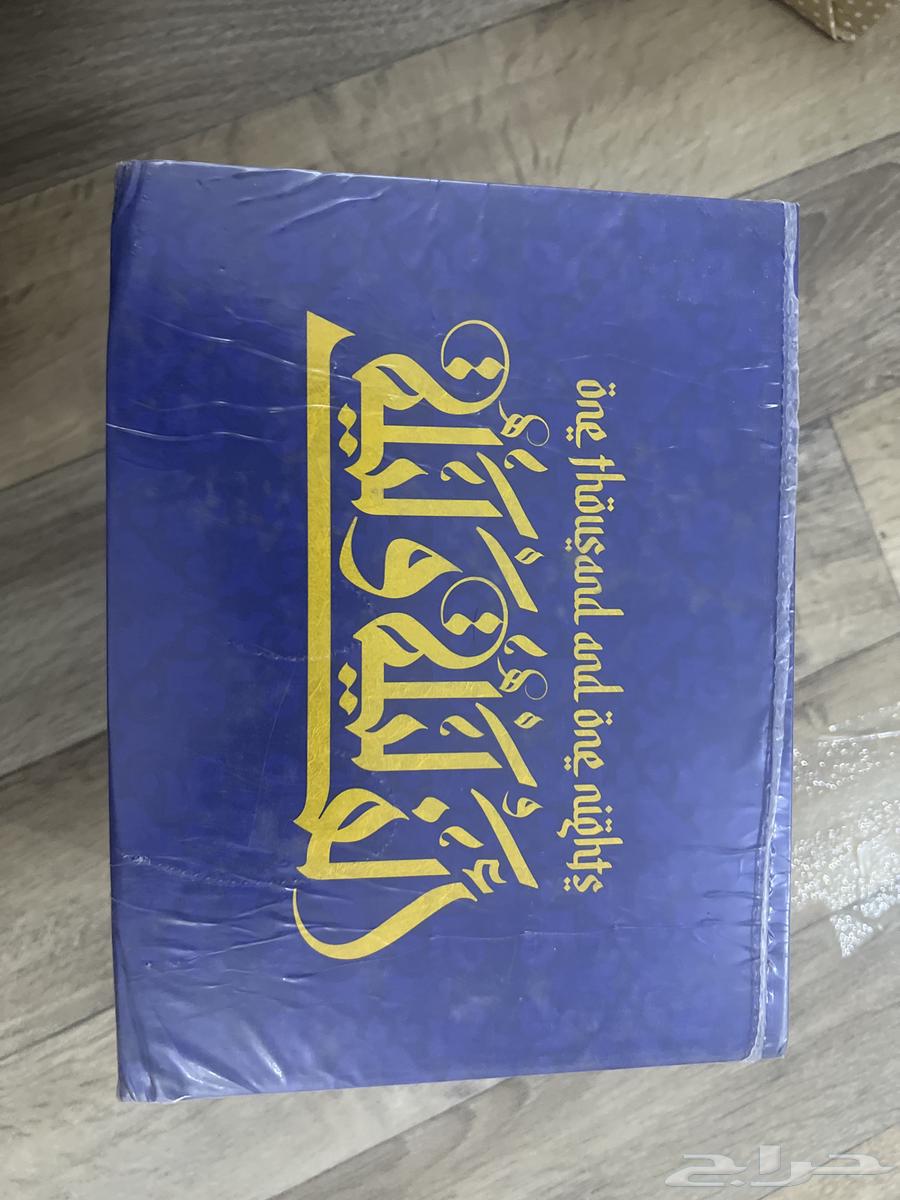 one thousand and one nights
ألف ليلة وليلة
حراج